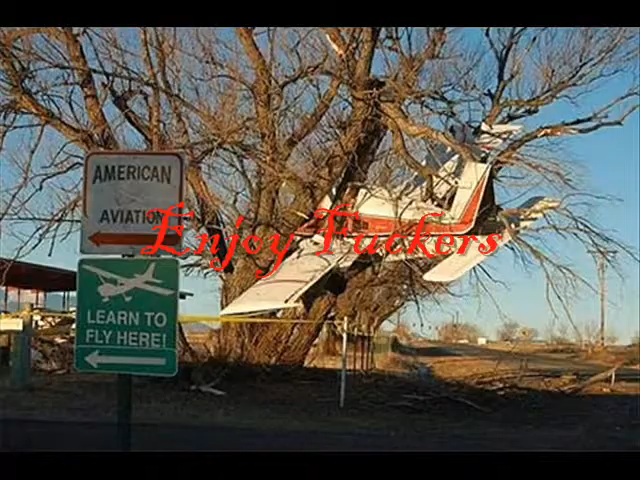 AMERICAN
AVIATION
Enjoy Fuckers
LEARN TO
FLY HERE!